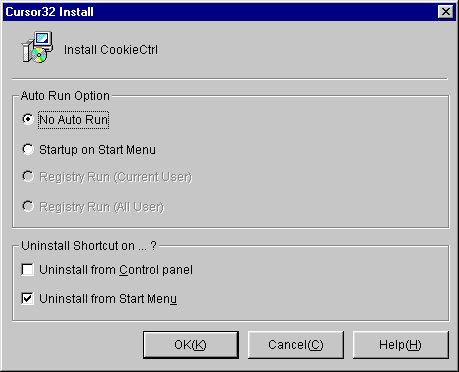 Cursor32 Install
Install CookieCtrl
Auto Run Option
No Auto Run
Startup on Start Menu
Registry Run (Current User)
Registry Run (All User)
Uninstall Shortcut on ... ?
Uninstall from Control panel
Uninstall from Start Menu
OK(K) Cancel(C) Help(H)